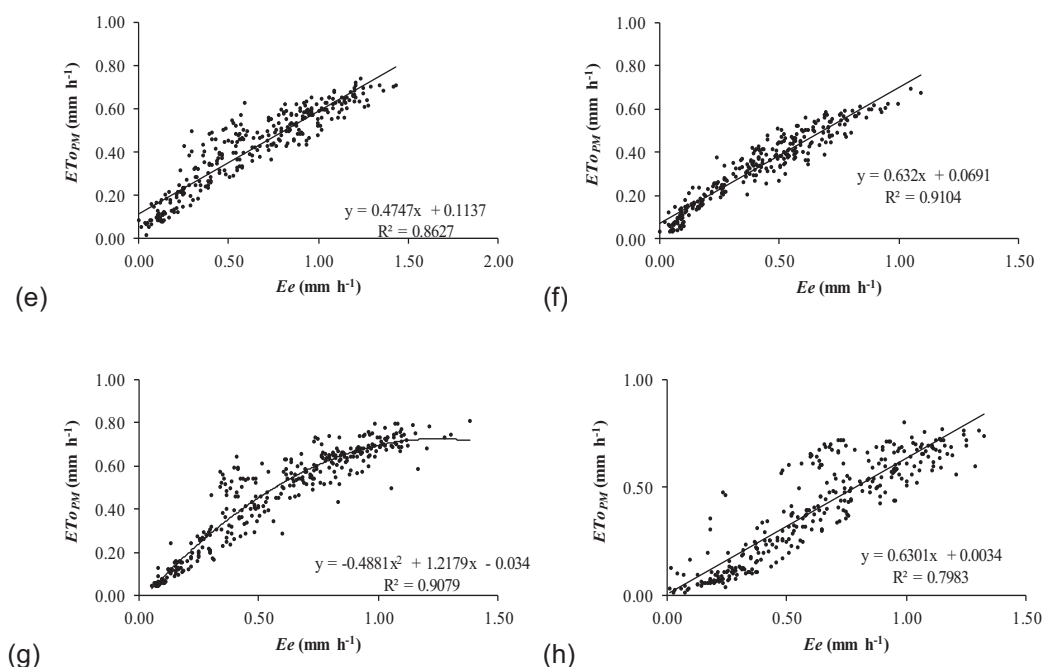 1.00
0.80
0.60
0.40
0.20
0.00
ETo_PM (mm h⁻¹)
y = 0.4747x + 0.1137
R² = 0.8627
0.00 0.50 1.00 1.50 2.00
Ee (mm h⁻¹)
(e)
1.00
0.80
0.60
0.40
0.20
0.00
ETo_PM (mm h⁻¹)
y = 0.632x + 0.0691
R² = 0.9104
0.00 0.50 1.00 1.50
Ee (mm h⁻¹)
(f)
1.00
0.80
0.60
0.40
0.20
0.00
ETo_PM (mm h⁻¹)
y = -0.4881x² + 1.2179x - 0.034
R² = 0.9079
0.00 0.50 1.00 1.50
Ee (mm h⁻¹)
(g)
1.00
0.50
0.00
ETo_PM (mm h⁻¹)
y = 0.6301x + 0.0034
R² = 0.7983
0.00 0.50 1.00 1.50
Ee (mm h⁻¹)
(h)